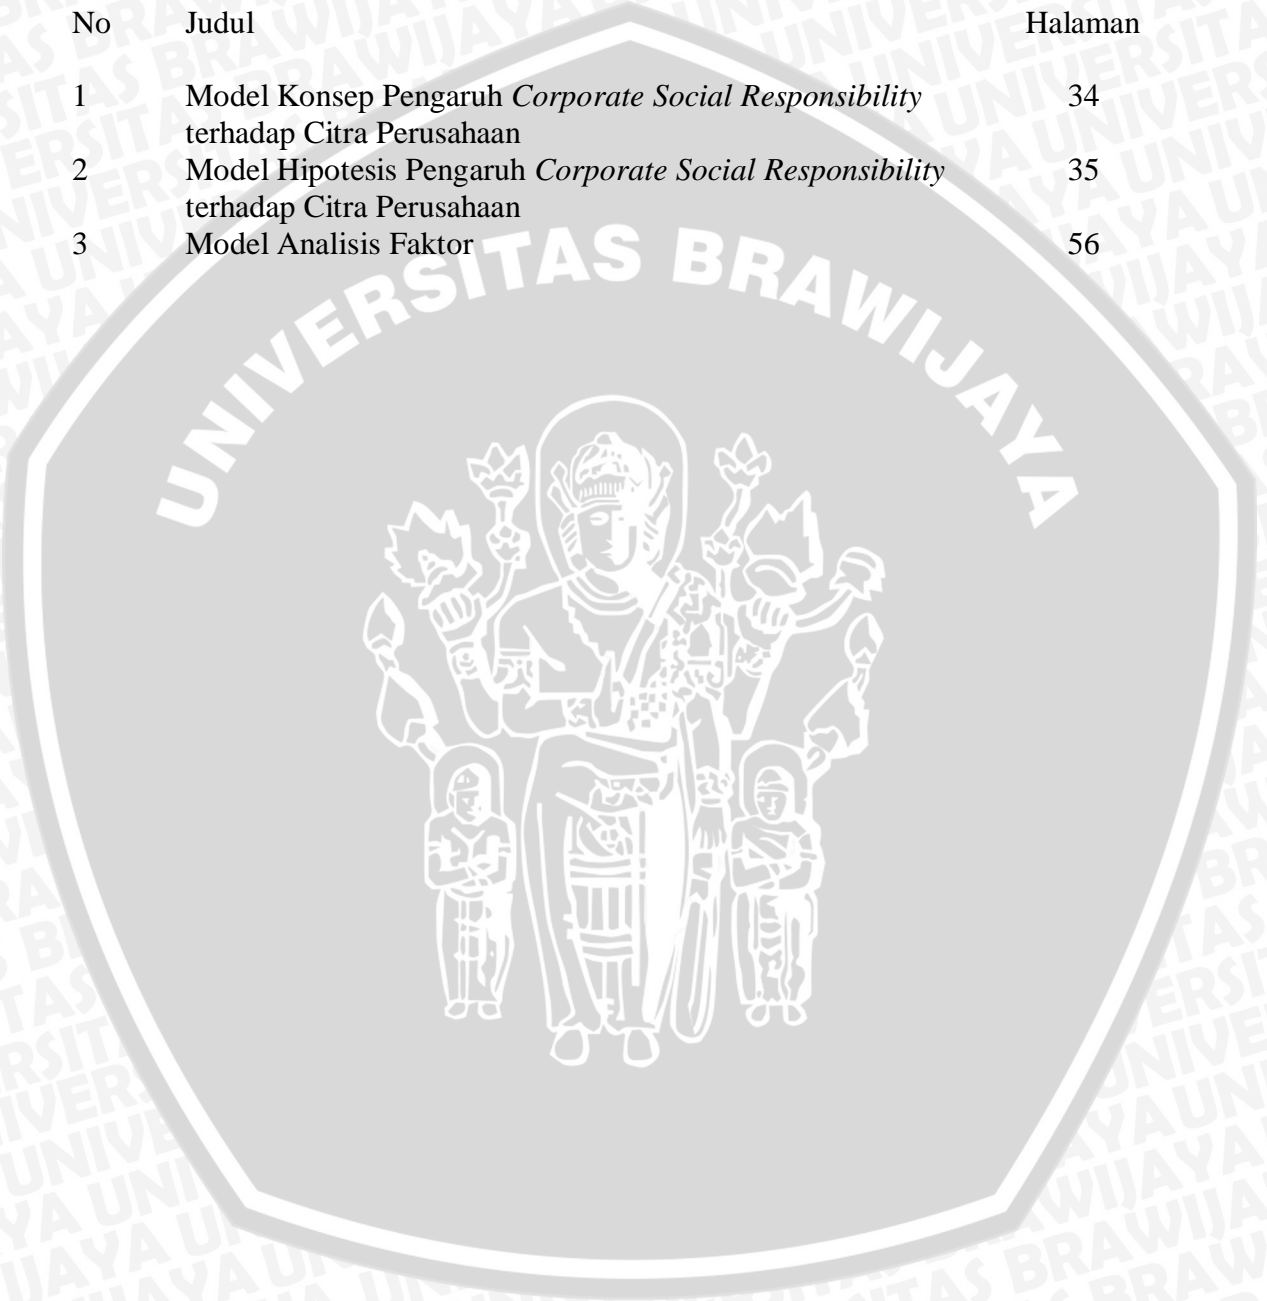 No Judul Halaman
1 Model Konsep Pengaruh Corporate Social Responsibility 34
terhadap Citra Perusahaan
2 Model Hipotesis Pengaruh Corporate Social Responsibility 35
terhadap Citra Perusahaan
3 Model Analisis Faktor 56
UNIVERSITAS BRAWIJAYA